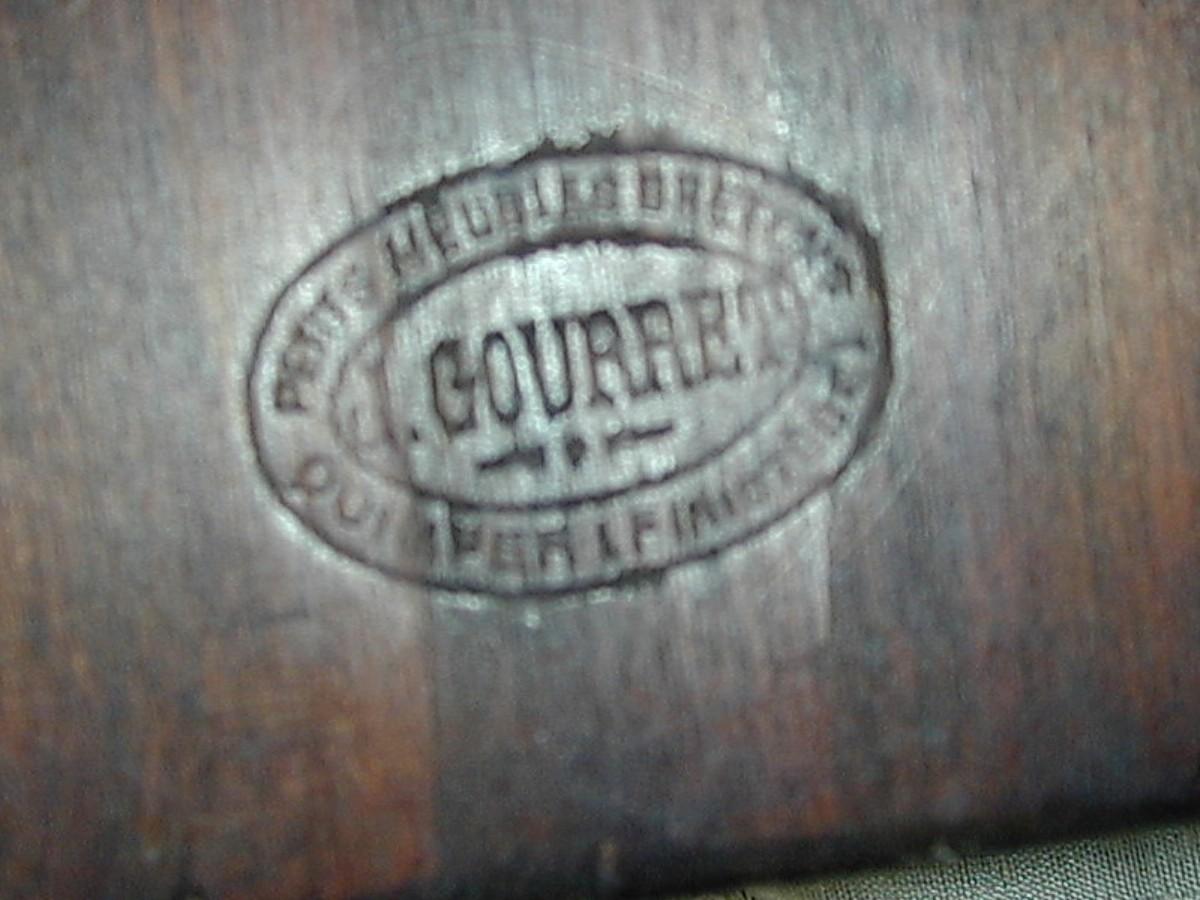 PETITS MEUBLES BRETONS
J. GOURRET
QUIMPER (FINISTÈRE)